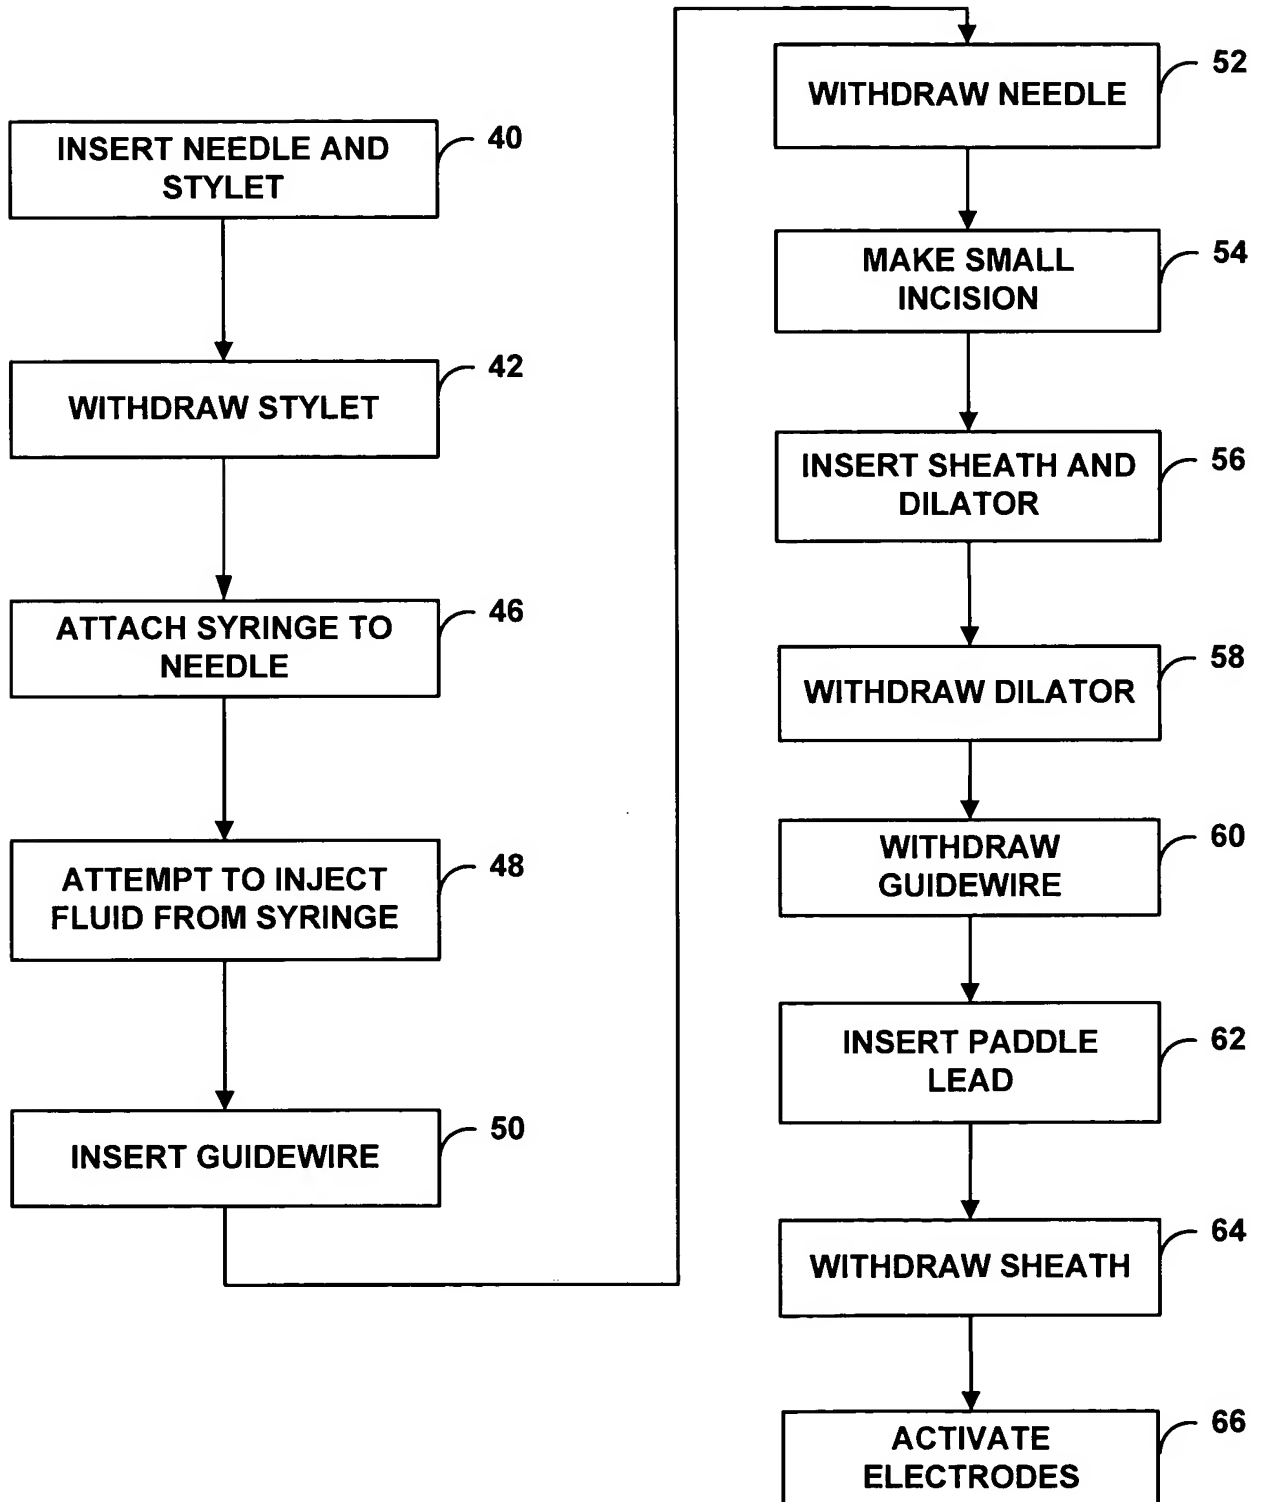 INSERT NEEDLE AND
STYLET
40
WITHDRAW STYLET
42
ATTACH SYRINGE TO
NEEDLE
46
ATTEMPT TO INJECT
FLUID FROM SYRINGE
48
INSERT GUIDEWIRE
50
WITHDRAW NEEDLE
52
MAKE SMALL
INCISION
54
INSERT SHEATH AND
DILATOR
56
WITHDRAW DILATOR
58
WITHDRAW
GUIDEWIRE
60
INSERT PADDLE
LEAD
62
WITHDRAW SHEATH
64
ACTIVATE
ELECTRODES
66